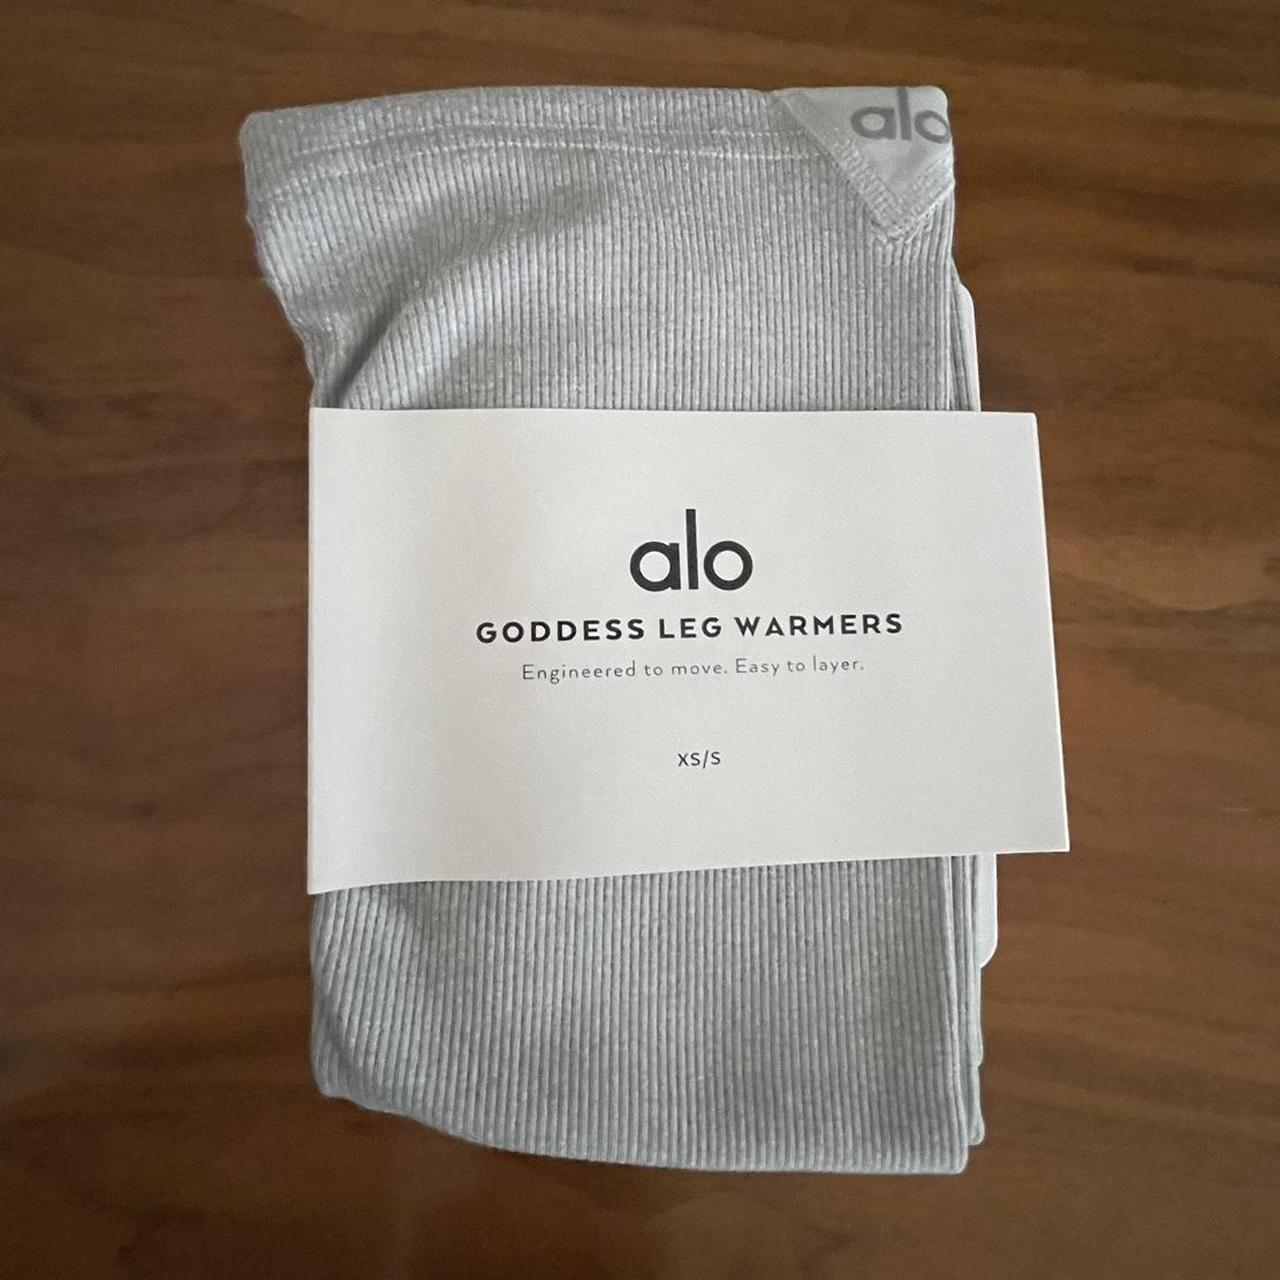 alo
alo
GODDESS LEG WARMERS
Engineered to move. Easy to layer.
XS/S